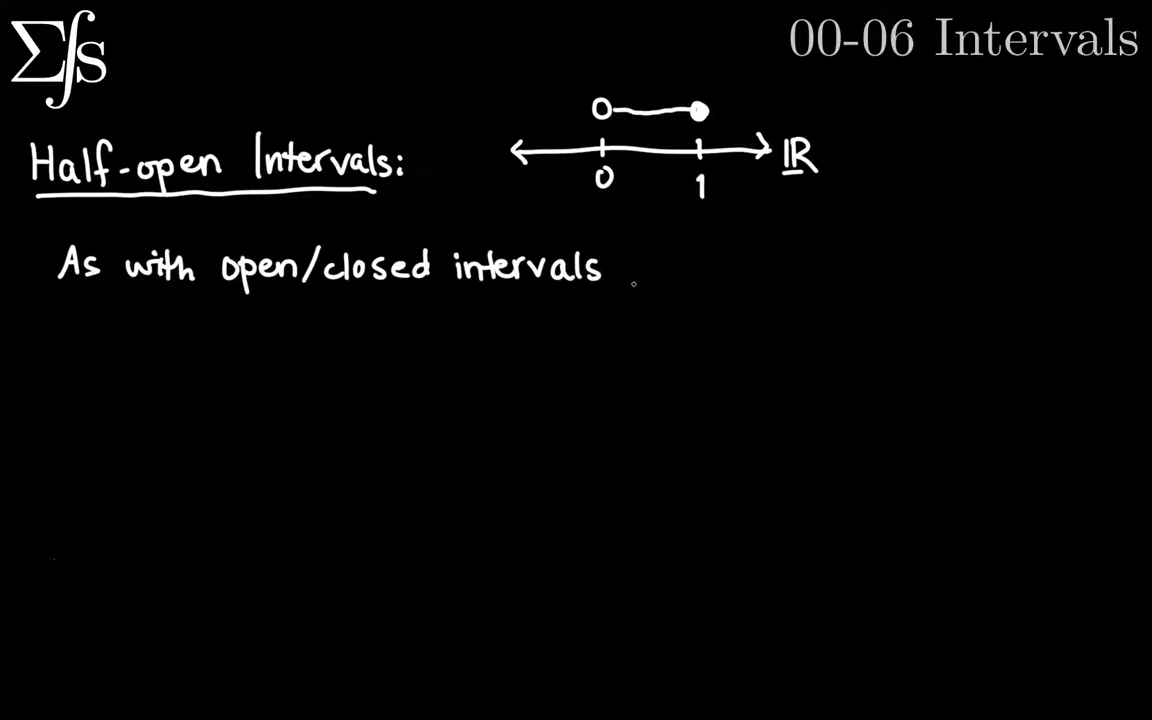 Σ∫S
00-06 Intervals
Half-open Intervals:
0 1 ℝ
As with open/closed intervals